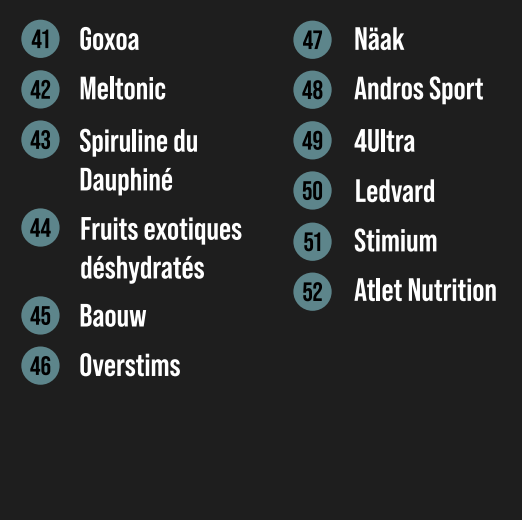 41 Goxoa
42 Meltonic
43 Spiruline du
Dauphiné
44 Fruits exotiques
déshydratés
45 Baouw
46 Overstims
47 Näak
48 Andros Sport
49 4Ultra
50 Ledvard
51 Stimium
52 Atlet Nutrition